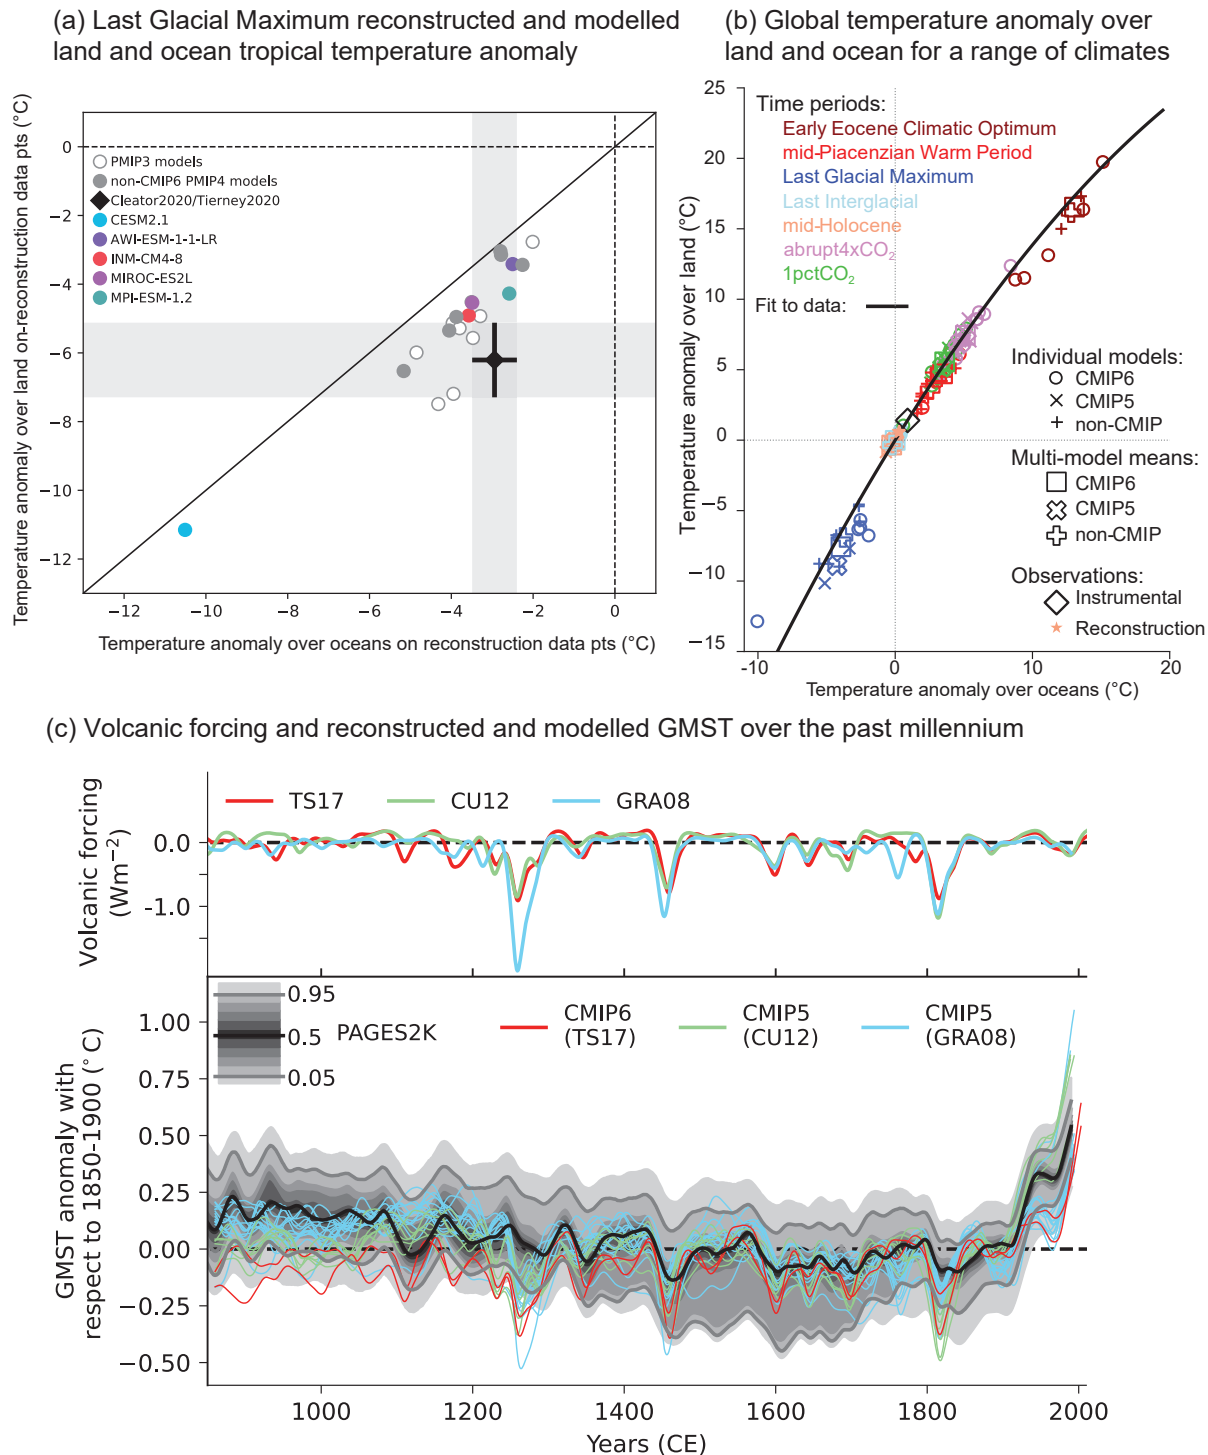 (a) Last Glacial Maximum reconstructed and modelled
land and ocean tropical temperature anomaly
Temperature anomaly over land on-reconstruction data pts (°C)
0
−2
−4
−6
−8
−10
−12
PMIP3 models
non-CMIP6 PMIP4 models
Cleator2020/Tierney2020
CESM2.1
AWI-ESM-1-1-LR
INM-CM4-8
MIROC-ES2L
MPI-ESM-1.2
−12 −10 −8 −6 −4 −2 0
Temperature anomaly over oceans on reconstruction data pts (°C)
(b) Global temperature anomaly over
land and ocean for a range of climates
Temperature anomaly over land (°C)
25
20
15
10
5
0
−5
−10
−15
Time periods:
Early Eocene Climatic Optimum
mid-Piacenzian Warm Period
Last Glacial Maximum
Last Interglacial
mid-Holocene
abrupt4xCO₂
1pctCO₂
Fit to data:
Individual models:
CMIP6
CMIP5
non-CMIP
Multi-model means:
CMIP6
CMIP5
non-CMIP
Observations:
Instrumental
Reconstruction
-10 0 10 20
Temperature anomaly over oceans (°C)
(c) Volcanic forcing and reconstructed and modelled GMST over the past millennium
Volcanic forcing
(Wm⁻²)
0.0
-1.0
TS17 CU12 GRA08
GMST anomaly with
respect to 1850-1900 (°C)
1.00
0.75
0.50
0.25
0.00
−0.25
−0.50
0.95
0.5
0.05
PAGES2K
CMIP6
(TS17)
CMIP5
(CU12)
CMIP5
(GRA08)
1000 1200 1400 1600 1800 2000
Years (CE)